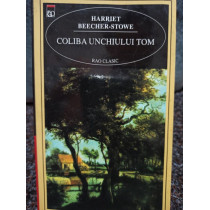 HARRIET
BEECHER-STOWE
COLIBA UNCHIULUI TOM
RAO CLASIC